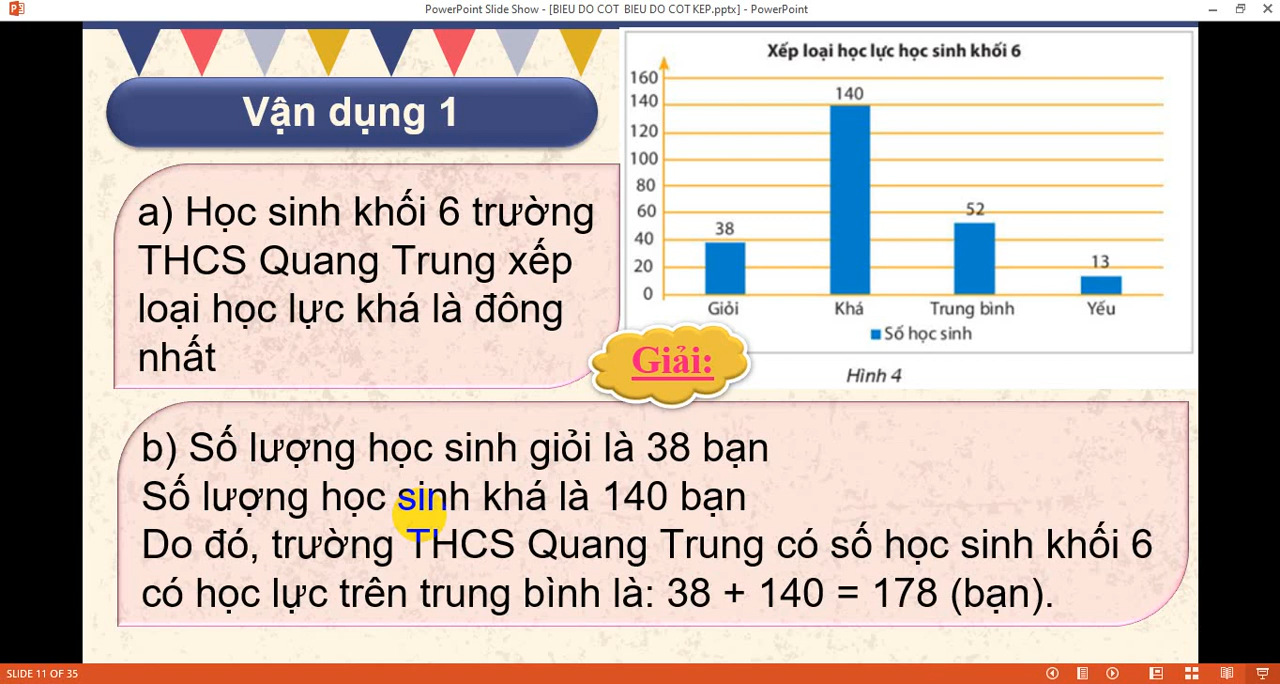 PowerPoint Slide Show - [BIEU DO COT BIEU DO COT KEP.pptx] - PowerPoint
Vận dụng 1
a) Học sinh khối 6 trường
THCS Quang Trung xếp
loại học lực khá là đông
nhất
Xếp loại học lực học sinh khối 6
160
140
120
100
80
60
40
20
0
38
140
52
13
Giỏi
Khá
Trung bình
Yếu
Số học sinh
Hình 4
Giải:
b) Số lượng học sinh giỏi là 38 bạn
Số lượng học sinh khá là 140 bạn
Do đó, trường THCS Quang Trung có số học sinh khối 6
có học lực trên trung bình là: 38 + 140 = 178 (bạn).
SLIDE 11 OF 35